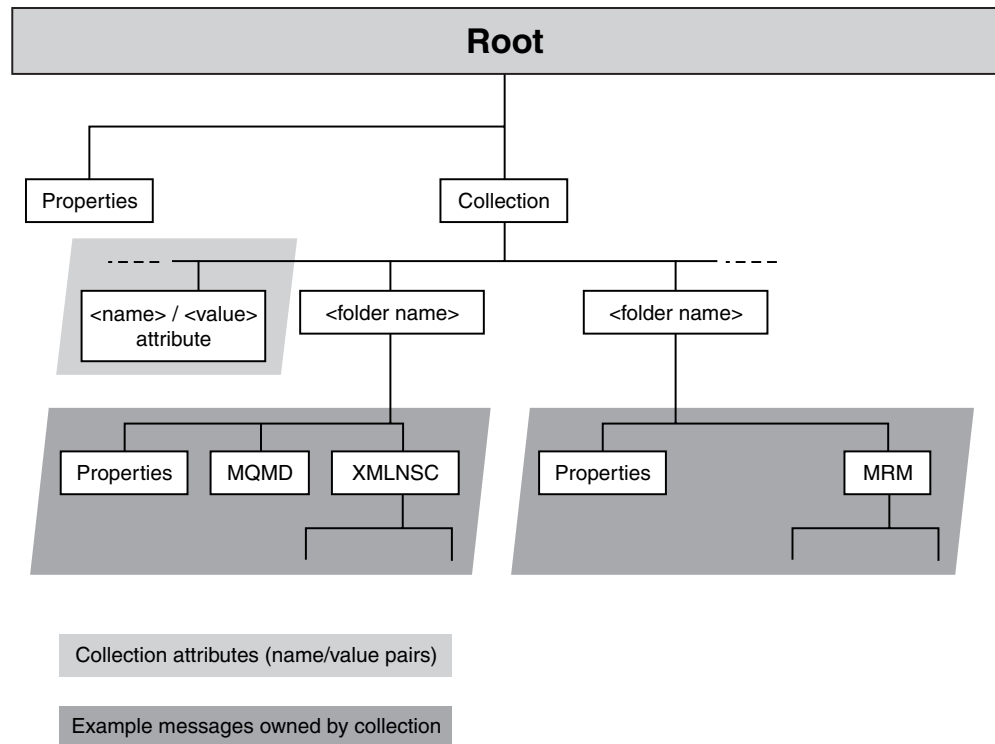 Root
Properties
Collection
<name> / <value>
attribute
<folder name>
<folder name>
Properties
MQMD
XMLNSC
Properties
MRM
Collection attributes (name/value pairs)
Example messages owned by collection